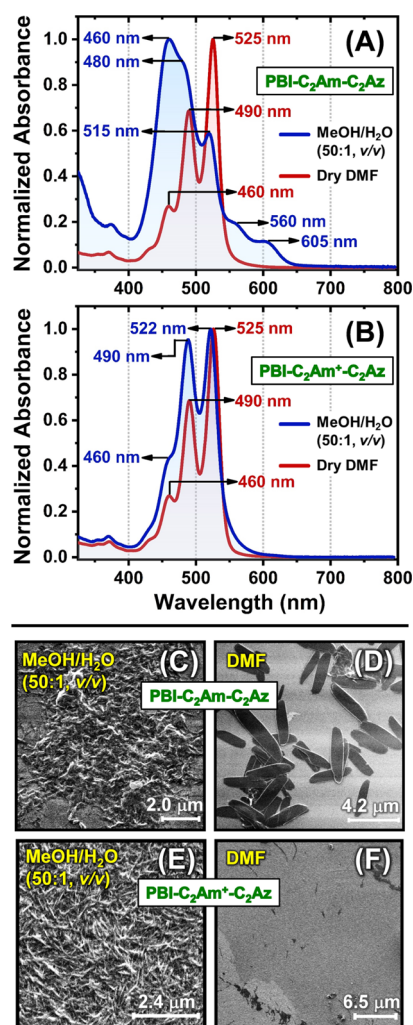 460 nm
525 nm
(A)
480 nm
PBI-C₂Am-C₂Az
490 nm
515 nm
MeOH/H₂O
(50:1, v/v)
Dry DMF
460 nm
560 nm
605 nm
Normalized Absorbance
1.0
0.8
0.6
0.4
0.2
0.0
400 500 600 700 800
522 nm
525 nm
(B)
490 nm
PBI-C₂Am⁺-C₂Az
490 nm
MeOH/H₂O
(50:1, v/v)
Dry DMF
460 nm
460 nm
Normalized Absorbance
1.0
0.8
0.6
0.4
0.2
0.0
400 500 600 700 800
Wavelength (nm)
MeOH/H₂O
(50:1, v/v)
(C)
DMF
(D)
PBI-C₂Am-C₂Az
2.0 μm
4.2 μm
MeOH/H₂O
(50:1, v/v)
(E)
DMF
(F)
PBI-C₂Am⁺-C₂Az
2.4 μm
6.5 μm